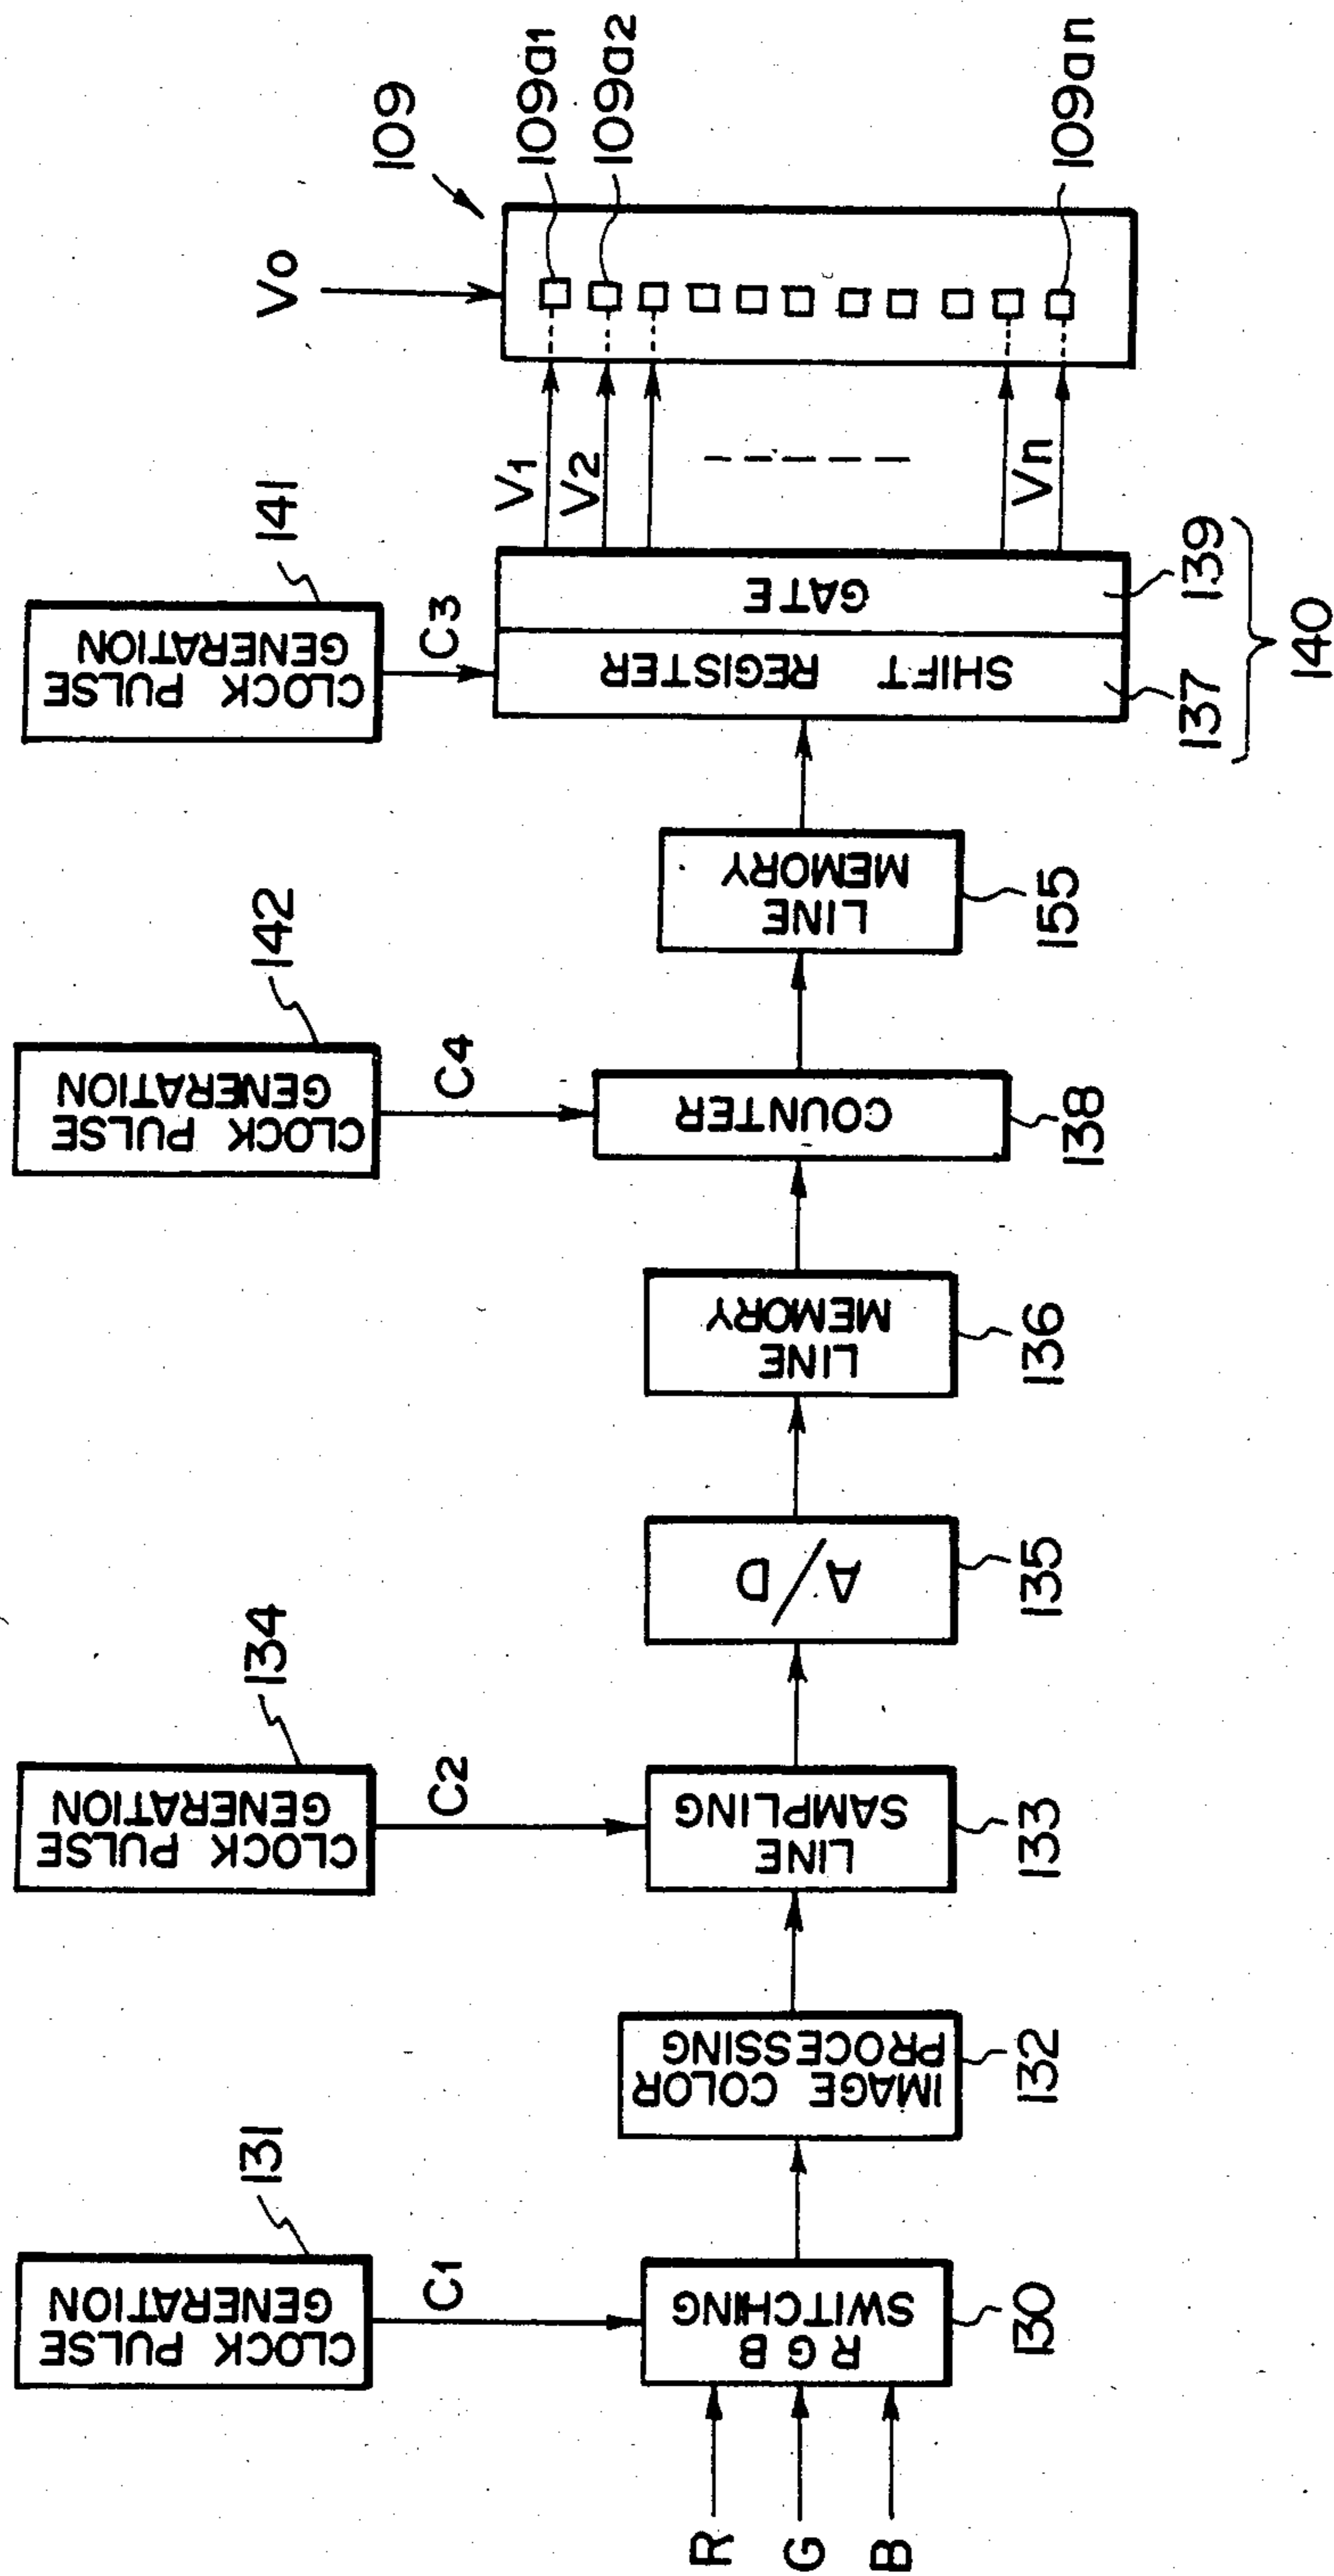 CLOCK PULSE
GENERATION
131
C1
CLOCK PULSE
GENERATION
134
C2
CLOCK PULSE
GENERATION
142
C4
CLOCK PULSE
GENERATION
141
C3
V0
109
109a1
109a2
109an
R
G
B
R G B
SWITCHING
130
IMAGE COLOR
PROCESSING
132
LINE
SAMPLING
133
A/D
135
LINE
MEMORY
136
COUNTER
138
LINE
MEMORY
155
SHIFT REGISTER
GATE
137
139
140
V1
V2
Vn